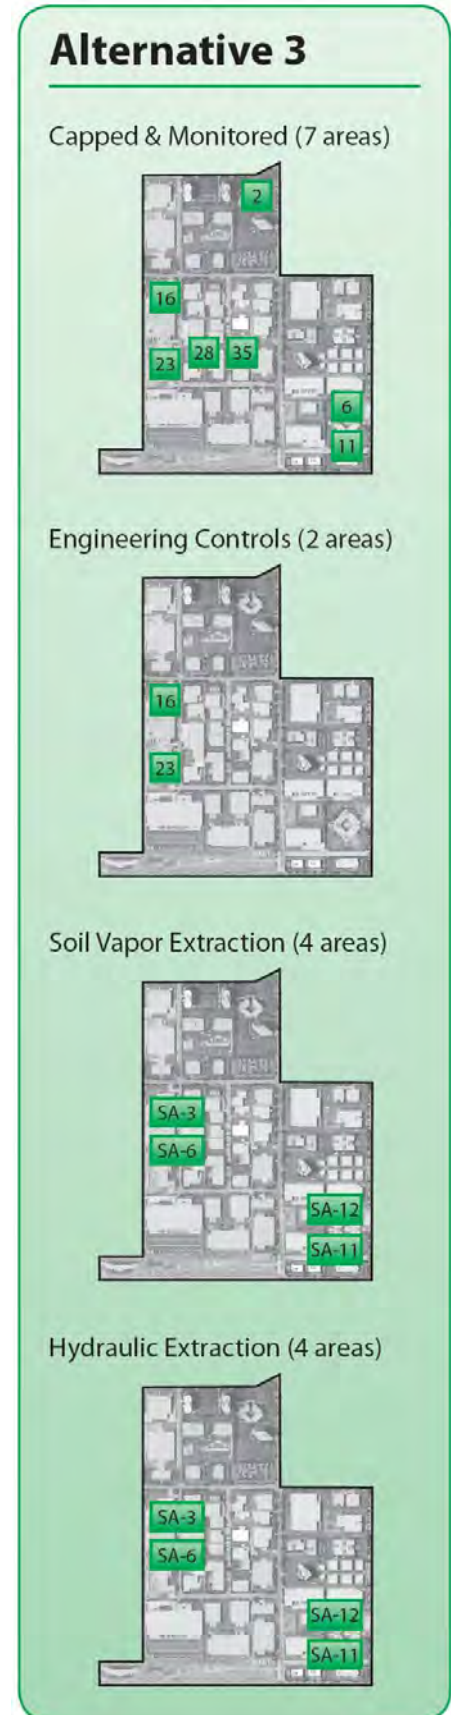 Alternative 3
Capped & Monitored (7 areas)
2
16
28 35
23
6
11
Engineering Controls (2 areas)
16
23
Soil Vapor Extraction (4 areas)
SA-3
SA-6
SA-12
SA-11
Hydraulic Extraction (4 areas)
SA-3
SA-6
SA-12
SA-11